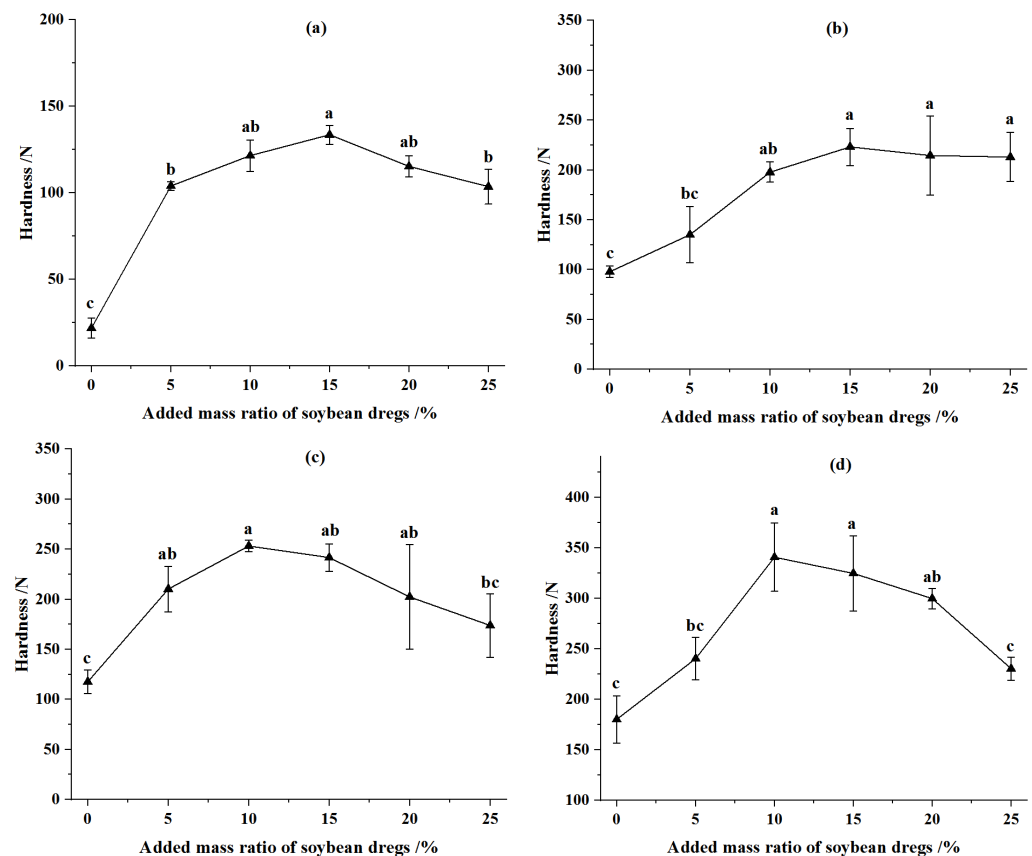 (a)
200
150
100
50
0
Hardness /N
c
b
ab
a
ab
b
0 5 10 15 20 25
Added mass ratio of soybean dregs /%
(b)
350
300
250
200
150
100
50
0
Hardness /N
c
bc
ab
a
a
a
0 5 10 15 20 25
Added mass ratio of soybean dregs /%
(c)
350
300
250
200
150
100
50
0
Hardness /N
c
ab
a
ab
ab
bc
0 5 10 15 20 25
Added mass ratio of soybean dregs /%
(d)
400
350
300
250
200
150
100
Hardness /N
c
bc
a
a
ab
c
0 5 10 15 20 25
Added mass ratio of soybean dregs /%